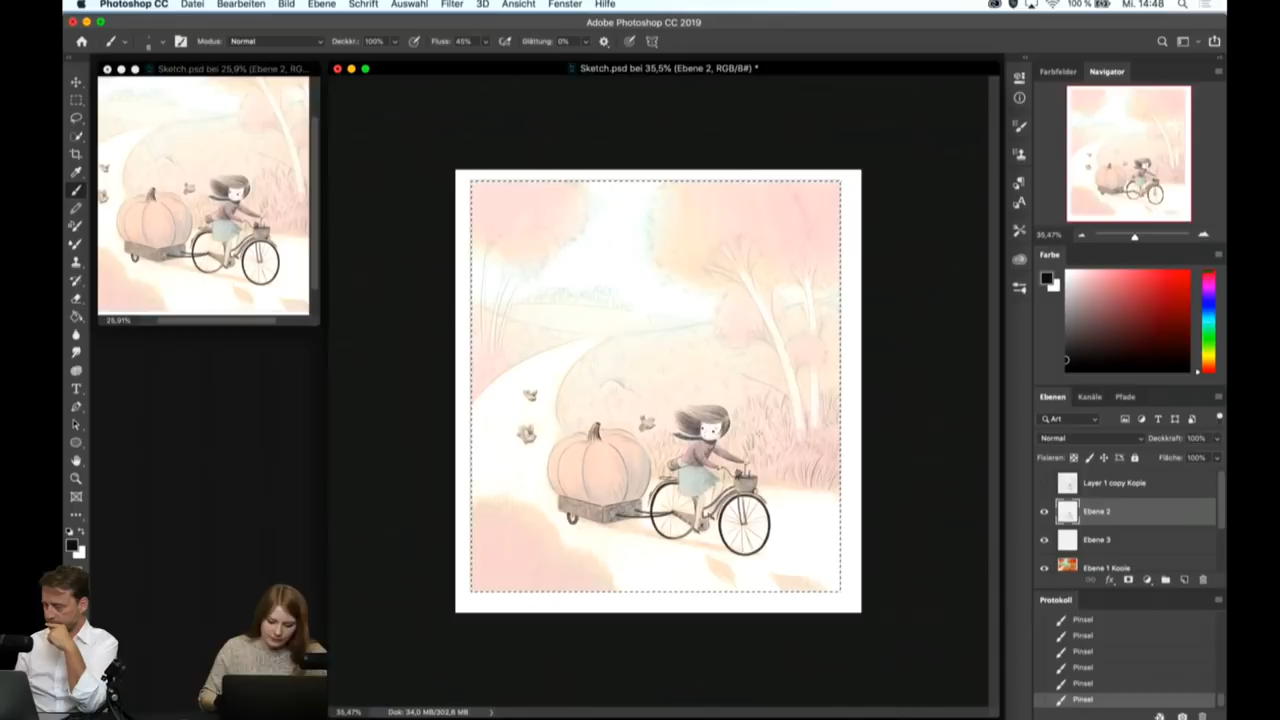 Photoshop CC Datei Bearbeiten Bild Ebene Schrift Auswahl Filter 3D Ansicht Fenster Hilfe 100 % Mi. 14:48
Adobe Photoshop CC 2019
Modus: Normal Deckkr.: 100% Fluss: 45% Glättung: 0%
Sketch.psd bei 25,9% (Ebene 2, RG...
Sketch.psd bei 35,5% (Ebene 2, RGB/8#) *
Farbfelder Navigator
25,91%
35,47%
Farbe
Ebenen Kanäle Pfade
Art
Normal Deckkraft: 100%
Fixieren: Fläche: 100%
Layer 1 copy Kopie
Ebene 2
Ebene 3
Ebene 1 Kopie
fx
Protokoll
Pinsel
Pinsel
Pinsel
Pinsel
Pinsel
Pinsel
35,47% Dok: 34,0 MB/302,6 MB